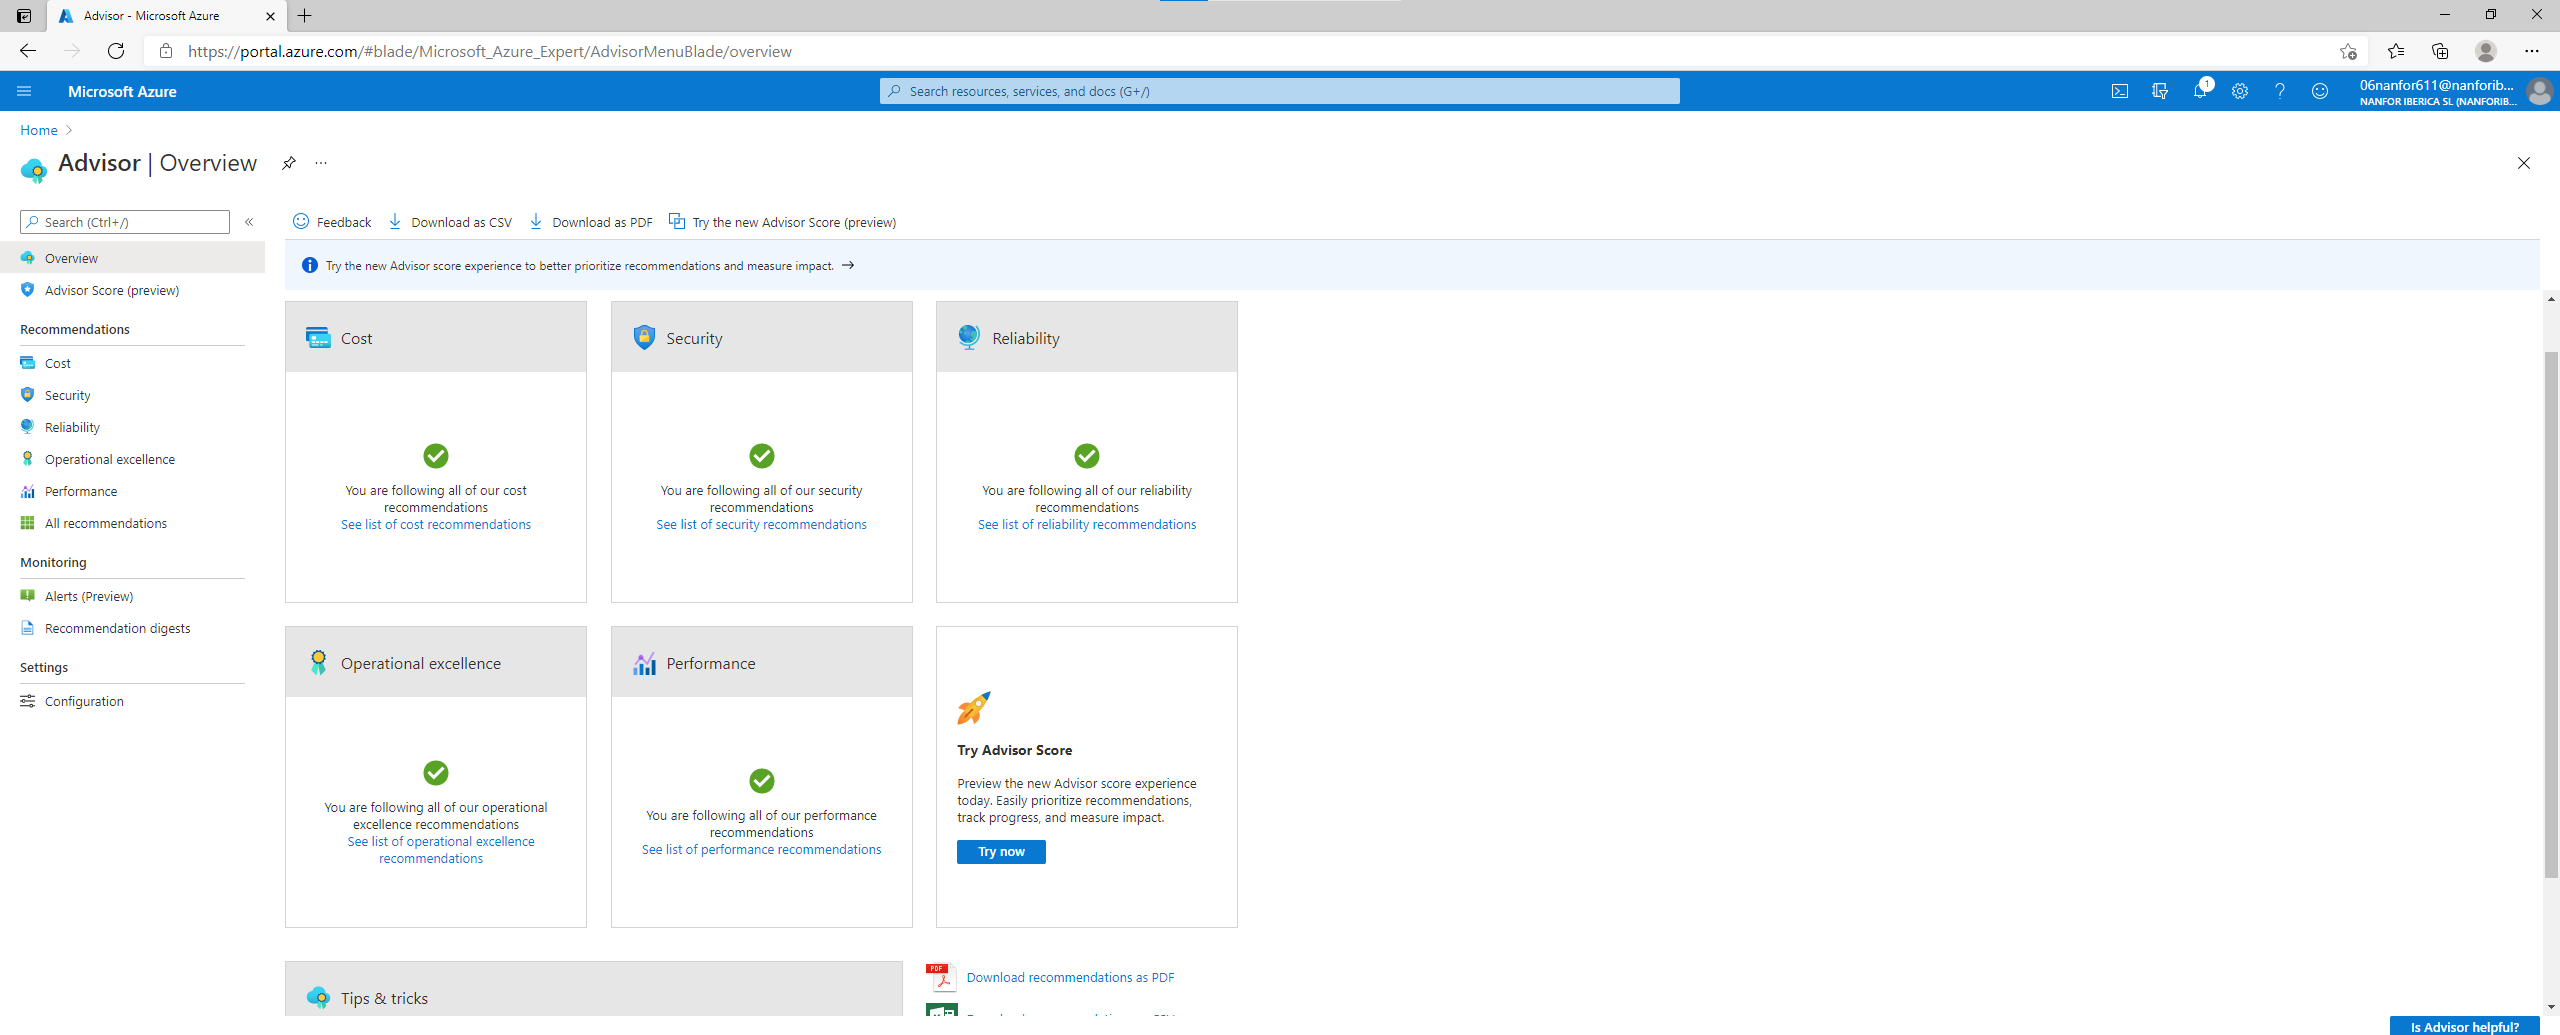 Advisor - Microsoft Azure
https://portal.azure.com/#blade/Microsoft_Azure_Expert/AdvisorMenuBlade/overview
Microsoft Azure
Search resources, services, and docs (G+/)
1
06nanfor611@nanforib...
NANFOR IBERICA SL (NANFORIB...
Home
Advisor | Overview
Search (Ctrl+/)
Overview
Advisor Score (preview)
Recommendations
Cost
Security
Reliability
Operational excellence
Performance
All recommendations
Monitoring
Alerts (Preview)
Recommendation digests
Settings
Configuration
Feedback
Download as CSV
Download as PDF
Try the new Advisor Score (preview)
Try the new Advisor score experience to better prioritize recommendations and measure impact.
Cost
You are following all of our cost
recommendations
See list of cost recommendations
Security
You are following all of our security
recommendations
See list of security recommendations
Reliability
You are following all of our reliability
recommendations
See list of reliability recommendations
Operational excellence
You are following all of our operational
excellence recommendations
See list of operational excellence
recommendations
Performance
You are following all of our performance
recommendations
See list of performance recommendations
Try Advisor Score
Preview the new Advisor score experience
today. Easily prioritize recommendations,
track progress, and measure impact.
Try now
Tips & tricks
PDF
Download recommendations as PDF
Is Advisor helpful?